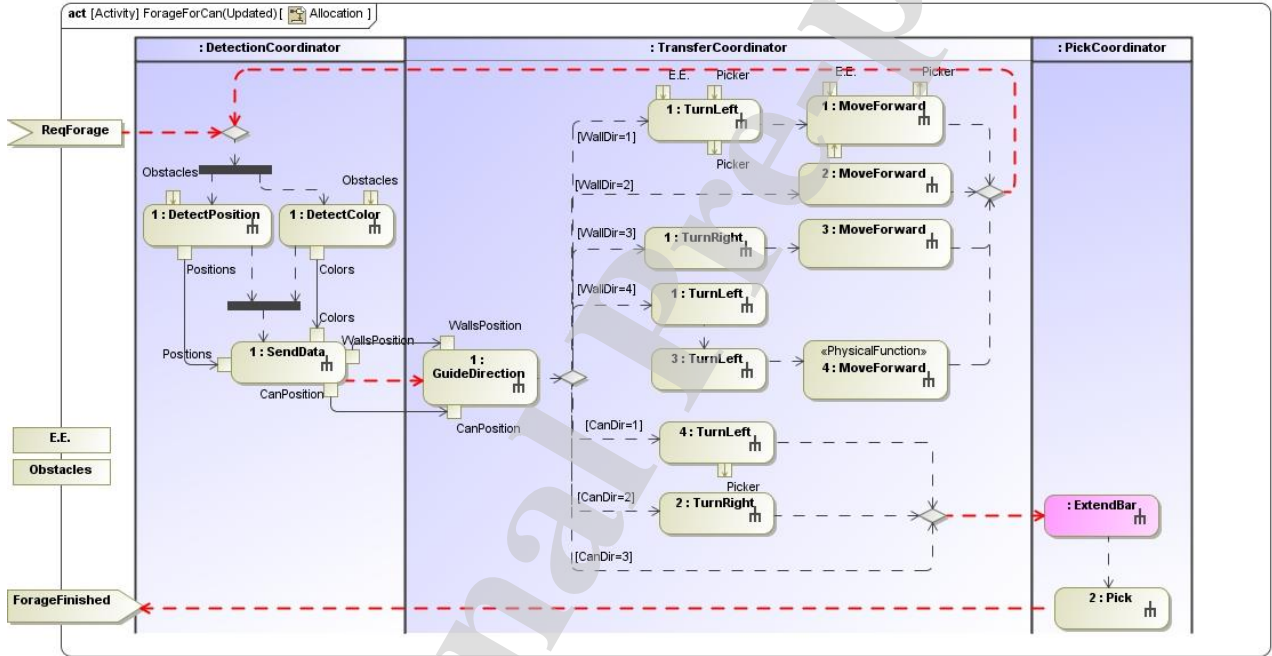 act [Activity] ForageForCan(Updated) [ Allocation ]
: DetectionCoordinator
: TransferCoordinator
: PickCoordinator
ReqForage
Obstacles
Obstacles
1 : DetectPosition
1 : DetectColor
Positions
Colors
Colors
Positions
1 : SendData
WallsPosition
CanPosition
WallsPosition
1 :
GuideDirection
CanPosition
E.E.
Picker
1 : TurnLeft
Picker
E.E.
Picker
1 : MoveForward
[WallDir=1]
[WallDir=2]
2 : MoveForward
[WallDir=3]
1 : TurnRight
3 : MoveForward
[WallDir=4]
1 : TurnLeft
3 : TurnLeft
«PhysicalFunction»
4 : MoveForward
[CanDir=1]
4 : TurnLeft
Picker
[CanDir=2]
2 : TurnRight
[CanDir=3]
: ExtendBar
2 : Pick
E.E.
Obstacles
ForageFinished